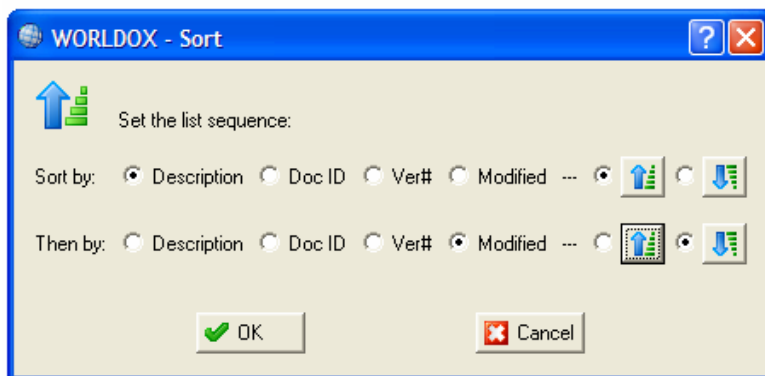 WORLDOX - Sort
Set the list sequence:
Sort by: Description Doc ID Ver# Modified ---
Then by: Description Doc ID Ver# Modified ---
OK Cancel